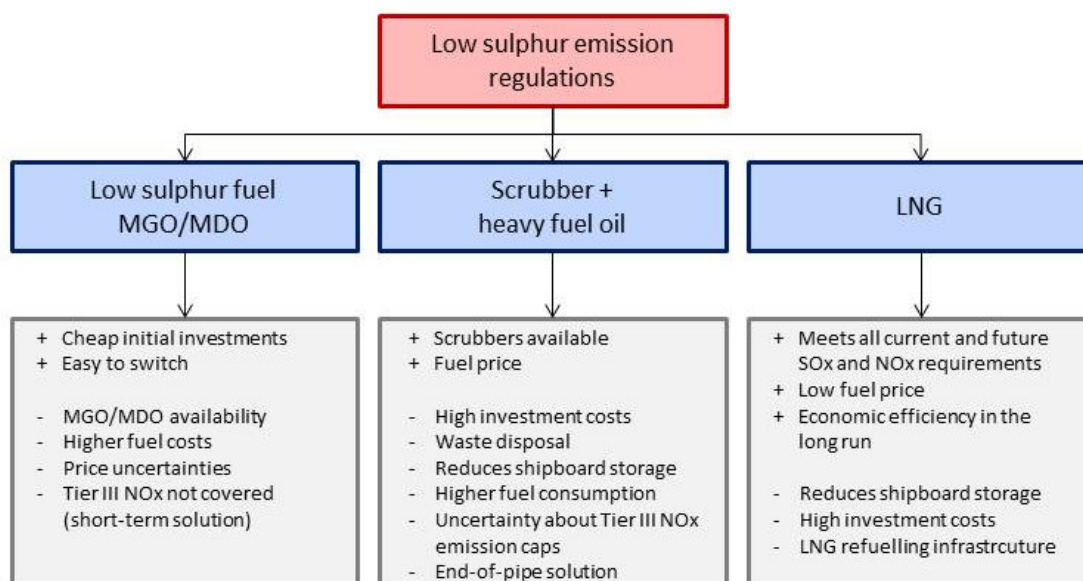 Low sulphur emission
regulations
Low sulphur fuel
MGO/MDO
Scrubber +
heavy fuel oil
LNG
+ Cheap initial investments
+ Easy to switch
- MGO/MDO availability
- Higher fuel costs
- Price uncertainties
- Tier III NOx not covered
(short-term solution)
+ Scrubbers available
+ Fuel price
- High investment costs
- Waste disposal
- Reduces shipboard storage
- Higher fuel consumption
- Uncertainty about Tier III NOx
emission caps
- End-of-pipe solution
+ Meets all current and future
SOx and NOx requirements
+ Low fuel price
+ Economic efficiency in the
long run
- Reduces shipboard storage
- High investment costs
- LNG refuelling infrastrcuture